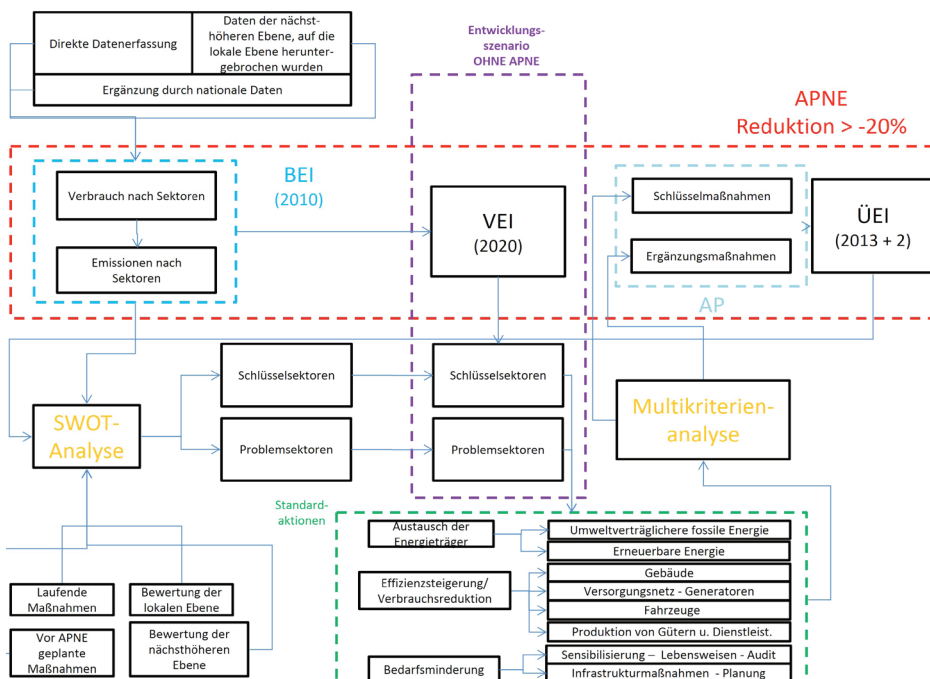 Direkte Datenerfassung
Daten der nächst-
höheren Ebene, auf die
lokale Ebene herunter-
gebrochen wurden
Ergänzung durch nationale Daten
Entwicklungs-
szenario
OHNE APNE
APNE
Reduktion > -20%
BEI
(2010)
Verbrauch nach Sektoren
Emissionen nach
Sektoren
VEI
(2020)
Schlüsselmaßnahmen
Ergänzungsmaßnahmen
AP
ÜEI
(2013 + 2)
SWOT-
Analyse
Schlüsselsektoren
Problemsektoren
Schlüsselsektoren
Problemsektoren
Multikriterien-
analyse
Standard-
aktionen
Austausch der
Energieträger
Umweltverträglichere fossile Energie
Erneuerbare Energie
Effizienzsteigerung/
Verbrauchsreduktion
Gebäude
Versorgungsnetz - Generatoren
Fahrzeuge
Produktion von Gütern u. Dienstleist.
Bedarfsminderung
Sensibilisierung – Lebensweisen - Audit
Infrastrukturmaßnahmen - Planung
Laufende
Maßnahmen
Bewertung der
lokalen Ebene
Vor APNE
geplante
Maßnahmen
Bewertung der
nächsthöheren
Ebene